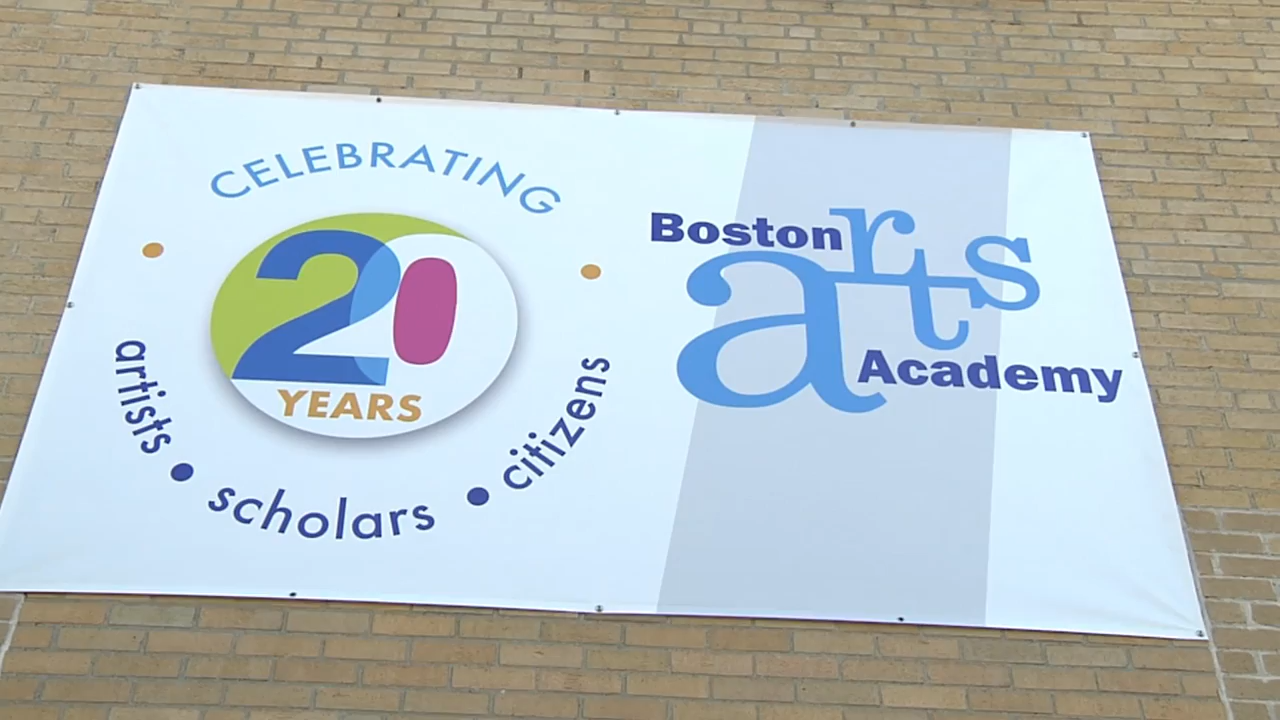 CELEBRATING
20
YEARS
artists • scholars • citizens
Boston
arts
Academy